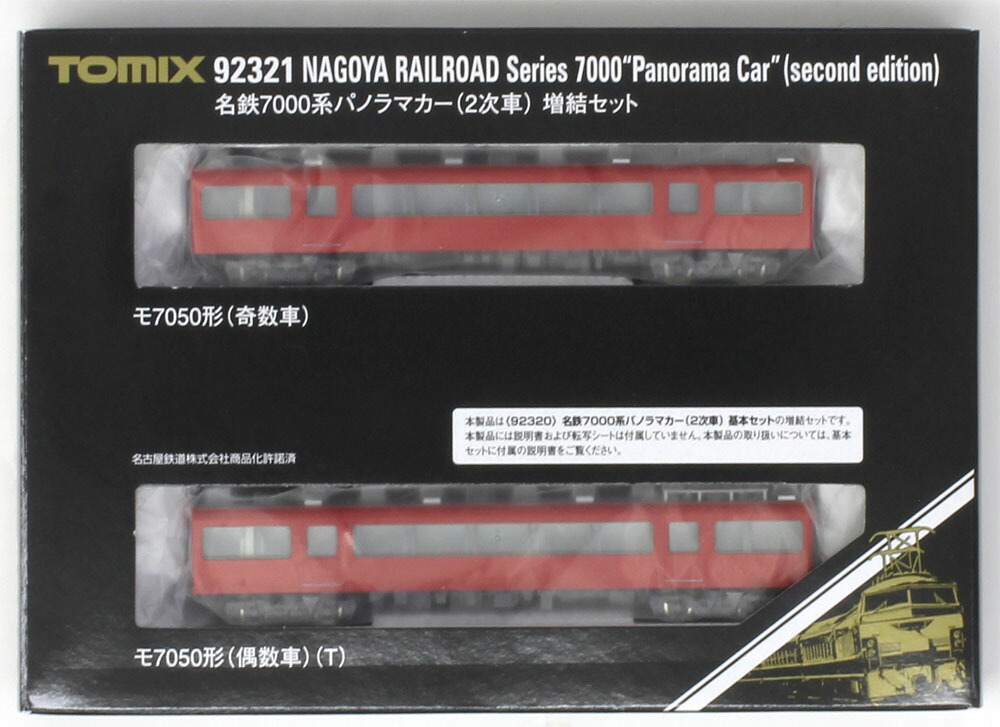 TOMIX 92321 NAGOYA RAILROAD Series 7000“Panorama Car”(second edition)
名鉄7000系パノラマカー(2次車) 増結セット
モ7050形(奇数車)
本製品は〈92320〉 名鉄7000系パノラマカー(2次車) 基本セットの増結セットです。
本製品には説明書および転写シートは付属していません。本製品の取り扱いについては、基本
セットに付属の説明書をご覧ください。
名古屋鉄道株式会社商品化許諾済
モ7050形(偶数車)(T)